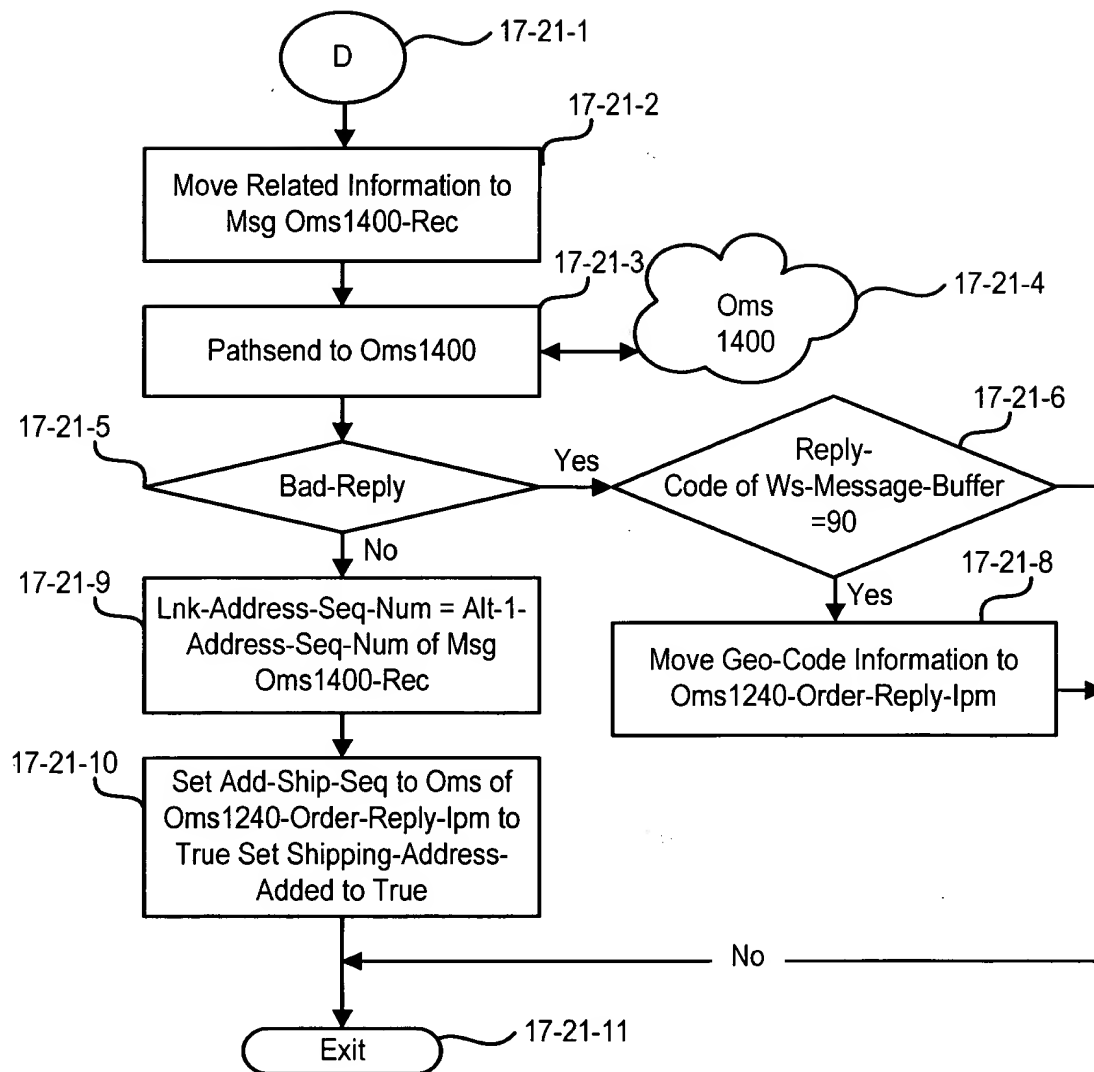 17-21-1
D
17-21-2
Move Related Information to
Msg Oms1400-Rec
17-21-3
17-21-4
Oms
1400
Pathsend to Oms1400
17-21-5
17-21-6
Bad-Reply
Yes
Reply-
Code of Ws-Message-Buffer
=90
No
17-21-8
Yes
17-21-9
Lnk-Address-Seq-Num = Alt-1-
Address-Seq-Num of Msg
Oms1400-Rec
Move Geo-Code Information to
Oms1240-Order-Reply-Ipm
17-21-10
Set Add-Ship-Seq to Oms of
Oms1240-Order-Reply-Ipm to
True Set Shipping-Address-
Added to True
No
17-21-11
Exit